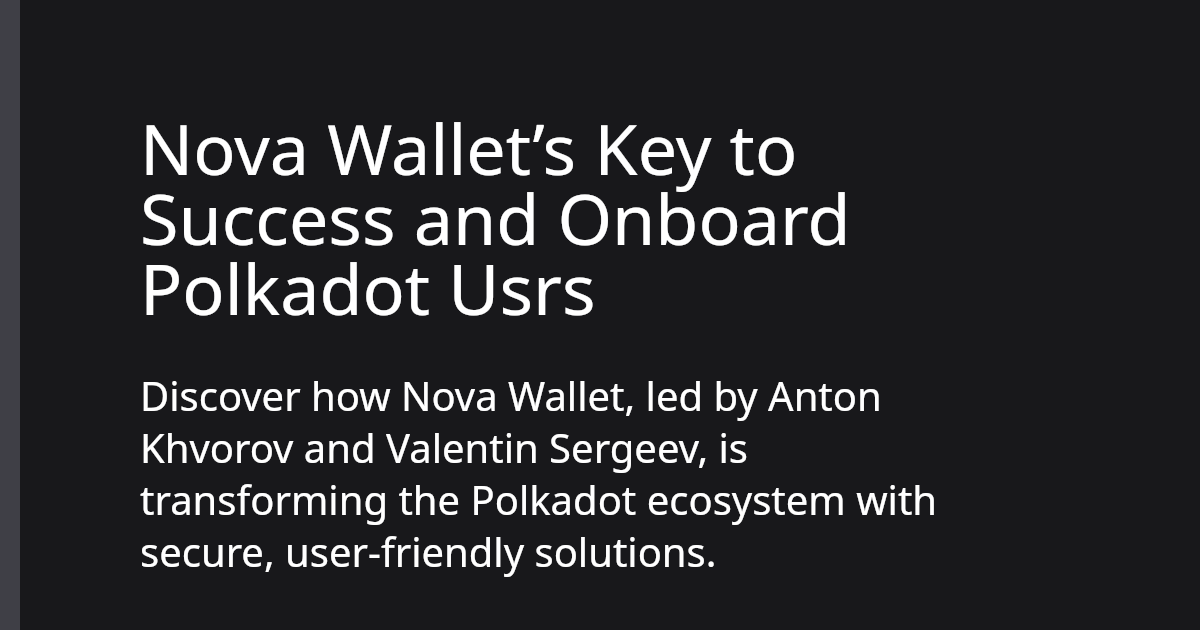 Nova Wallet’s Key to
Success and Onboard
Polkadot Usrs
Discover how Nova Wallet, led by Anton
Khvorov and Valentin Sergeev, is
transforming the Polkadot ecosystem with
secure, user-friendly solutions.